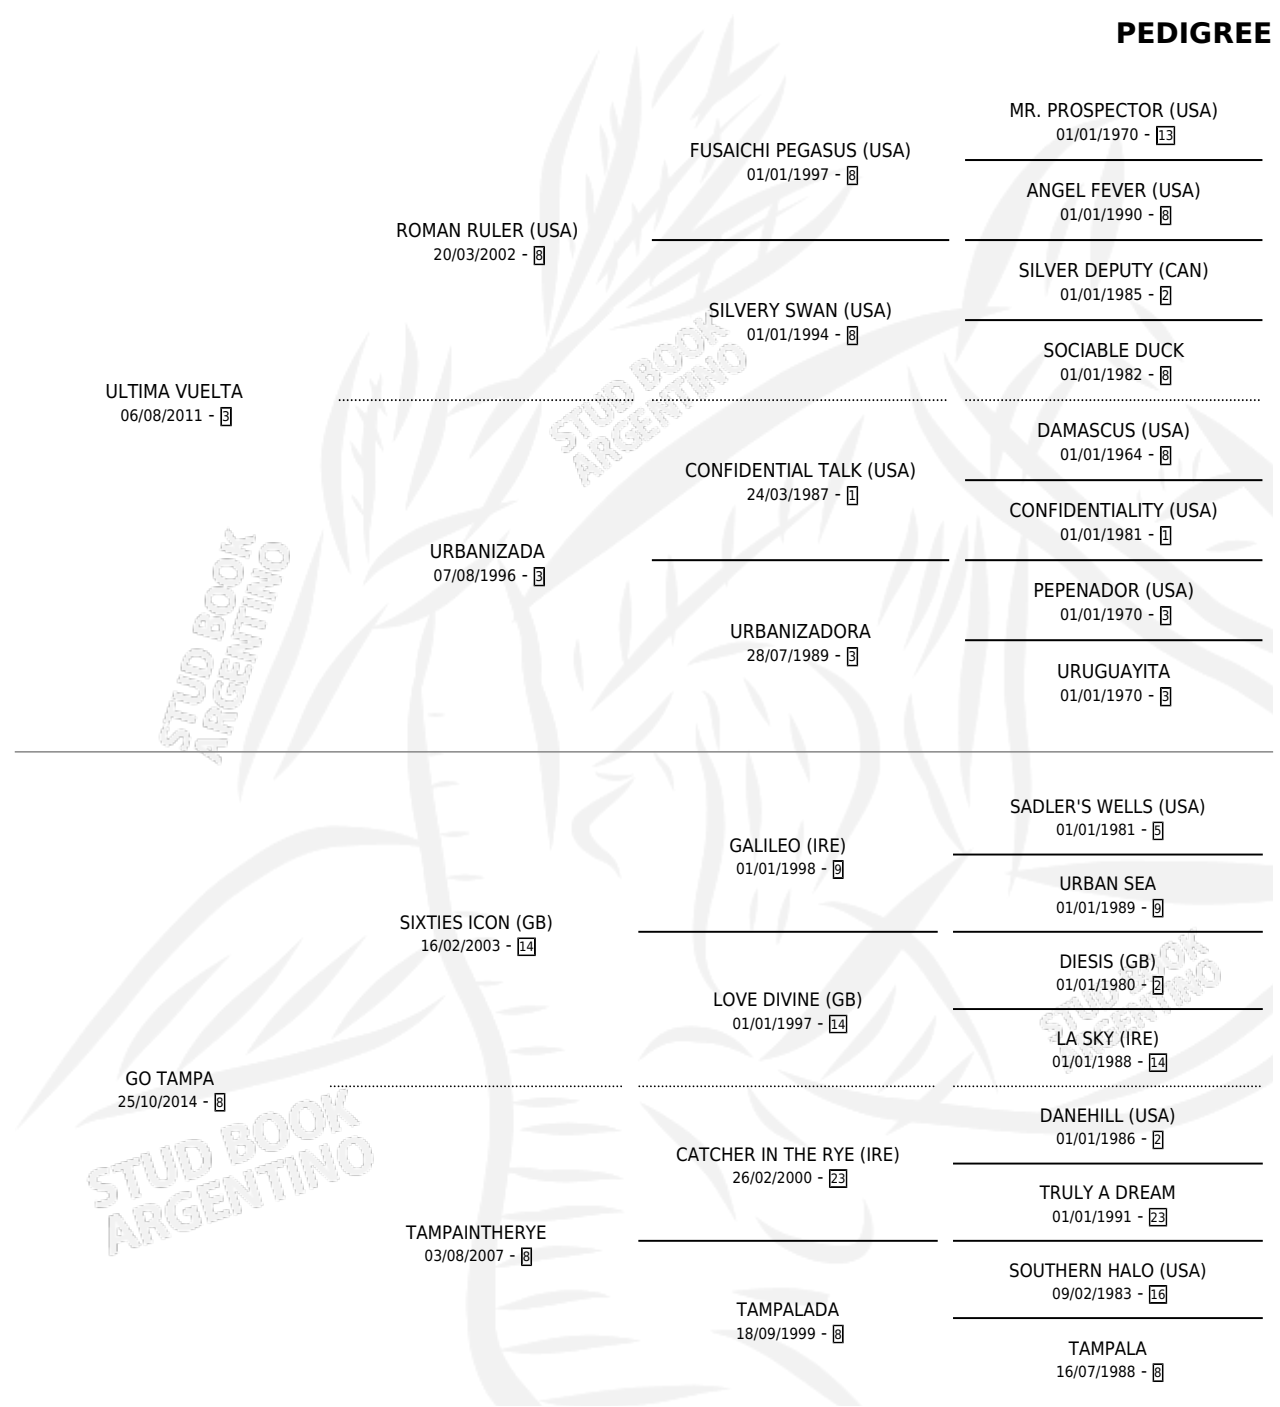 PEDIGREE
MR. PROSPECTOR (USA)
01/01/1970 - 13
FUSAICHI PEGASUS (USA)
01/01/1997 - 8
ANGEL FEVER (USA)
01/01/1990 - 8
ROMAN RULER (USA)
20/03/2002 - 8
SILVER DEPUTY (CAN)
01/01/1985 - 2
SILVERY SWAN (USA)
01/01/1994 - 8
SOCIABLE DUCK
01/01/1982 - 8
ULTIMA VUELTA
06/08/2011 - 3
STUD BOOK
ARGENTINO
DAMASCUS (USA)
01/01/1964 - 8
CONFIDENTIAL TALK (USA)
24/03/1987 - 1
CONFIDENTIALITY (USA)
01/01/1981 - 1
URBANIZADA
07/08/1996 - 3
PEPENADOR (USA)
01/01/1970 - 3
URBANIZADORA
28/07/1989 - 3
URUGUAYITA
01/01/1970 - 3
STUD BOOK
ARGENTINO
SADLER'S WELLS (USA)
01/01/1981 - 5
GALILEO (IRE)
01/01/1998 - 9
URBAN SEA
01/01/1989 - 9
SIXTIES ICON (GB)
16/02/2003 - 14
DIESIS (GB)
01/01/1980 - 2
STUD BOOK
ARGENTINO
LOVE DIVINE (GB)
01/01/1997 - 14
LA SKY (IRE)
01/01/1988 - 14
GO TAMPA
25/10/2014 - 8
STUD BOOK
ARGENTINO
DANEHILL (USA)
01/01/1986 - 2
CATCHER IN THE RYE (IRE)
26/02/2000 - 23
TRULY A DREAM
01/01/1991 - 23
TAMPAINTHERYE
03/08/2007 - 8
SOUTHERN HALO (USA)
09/02/1983 - 16
TAMPALADA
18/09/1999 - 8
TAMPALA
16/07/1988 - 8